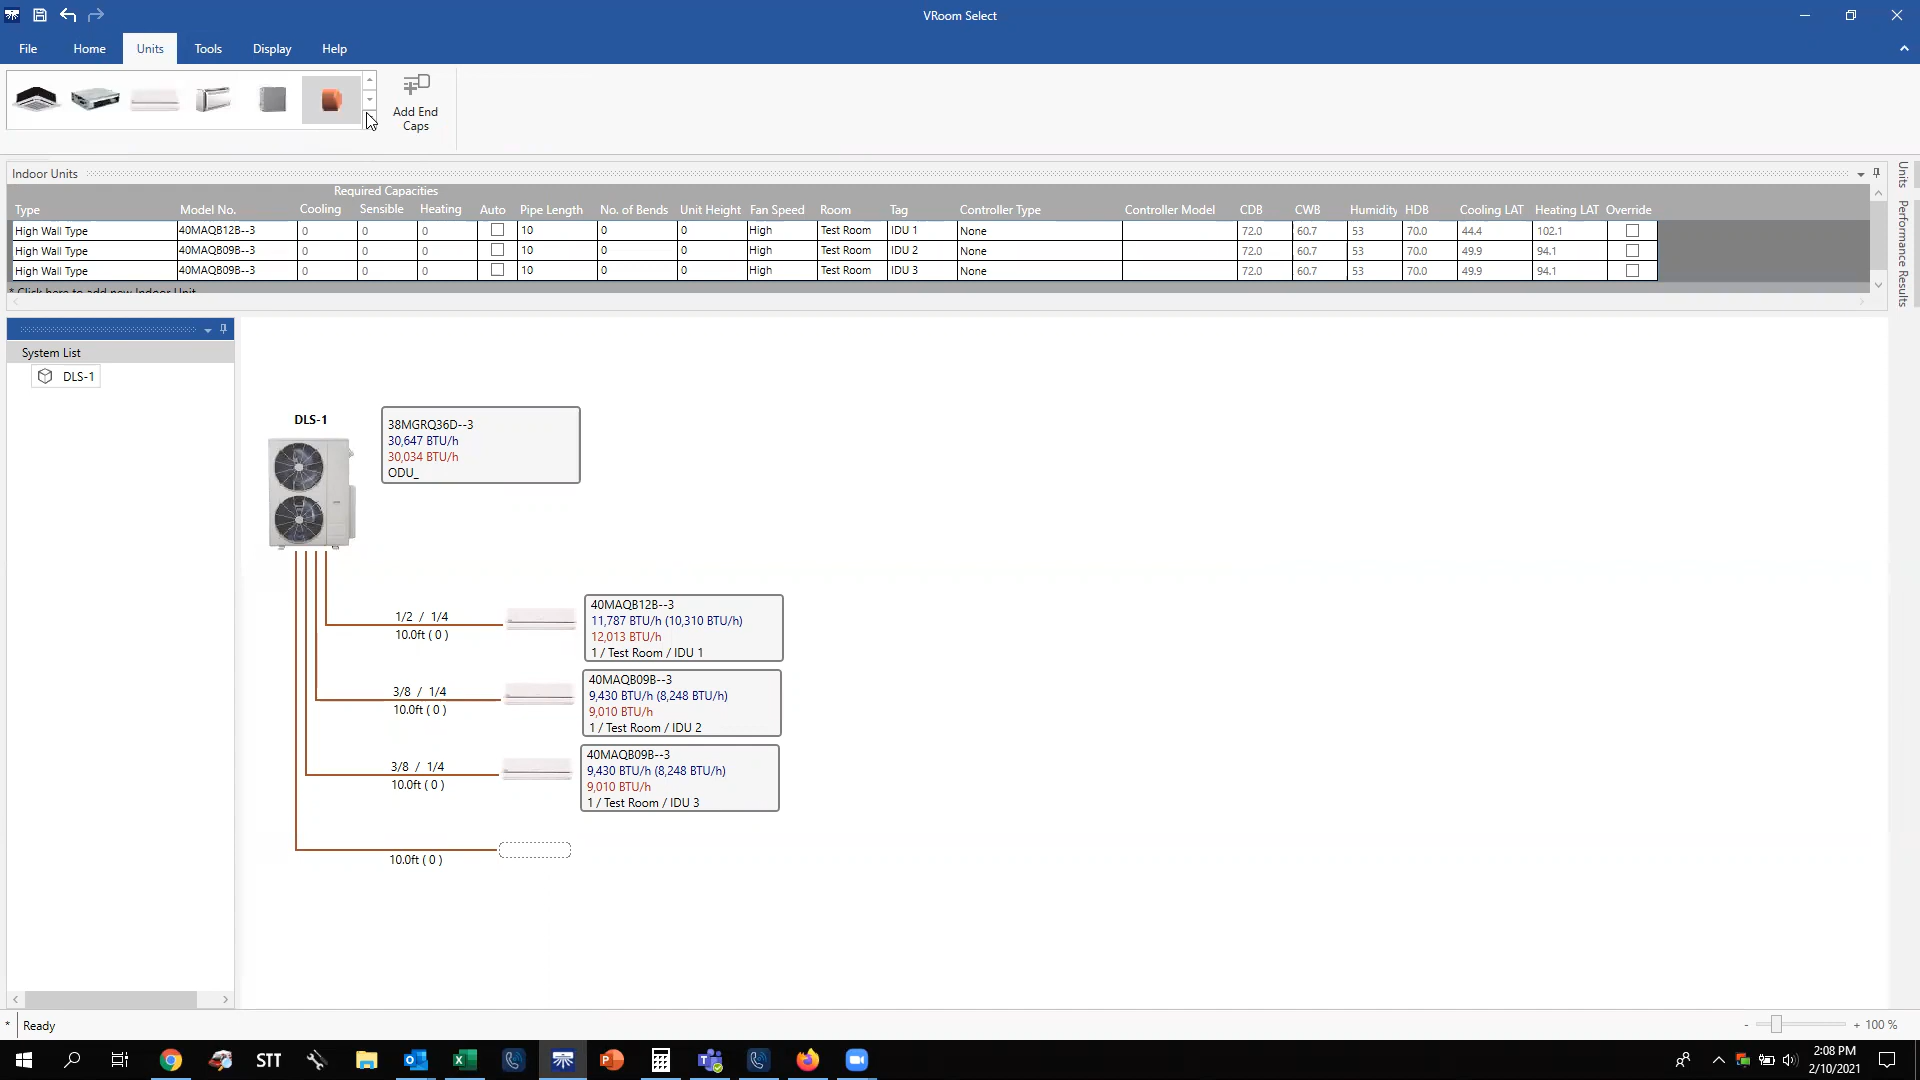 VRoom Select
File Home Units Tools Display Help
Add End
Caps
Indoor Units
Required Capacities
Type Model No. Cooling Sensible Heating Auto Pipe Length No. of Bends Unit Height Fan Speed Room Tag Controller Type Controller Model CDB CWB Humidity HDB Cooling LAT Heating LAT Override
High Wall Type 40MAQB12B--3 0 0 0 10 0 0 High Test Room IDU 1 None 72.0 60.7 53 70.0 44.4 102.1
High Wall Type 40MAQB09B--3 0 0 0 10 0 0 High Test Room IDU 2 None 72.0 60.7 53 70.0 49.9 94.1
High Wall Type 40MAQB09B--3 0 0 0 10 0 0 High Test Room IDU 3 None 72.0 60.7 53 70.0 49.9 94.1
* Click here to add new Indoor Unit
Units
Performance Results
System List
DLS-1
DLS-1
38MGRQ36D--3
30,647 BTU/h
30,034 BTU/h
ODU_
1/2 / 1/4
10.0ft ( 0 )
40MAQB12B--3
11,787 BTU/h (10,310 BTU/h)
12,013 BTU/h
1 / Test Room / IDU 1
3/8 / 1/4
10.0ft ( 0 )
40MAQB09B--3
9,430 BTU/h (8,248 BTU/h)
9,010 BTU/h
1 / Test Room / IDU 2
3/8 / 1/4
10.0ft ( 0 )
40MAQB09B--3
9,430 BTU/h (8,248 BTU/h)
9,010 BTU/h
1 / Test Room / IDU 3
10.0ft ( 0 )
* Ready - + 100 %
STT
2:08 PM
2/10/2021